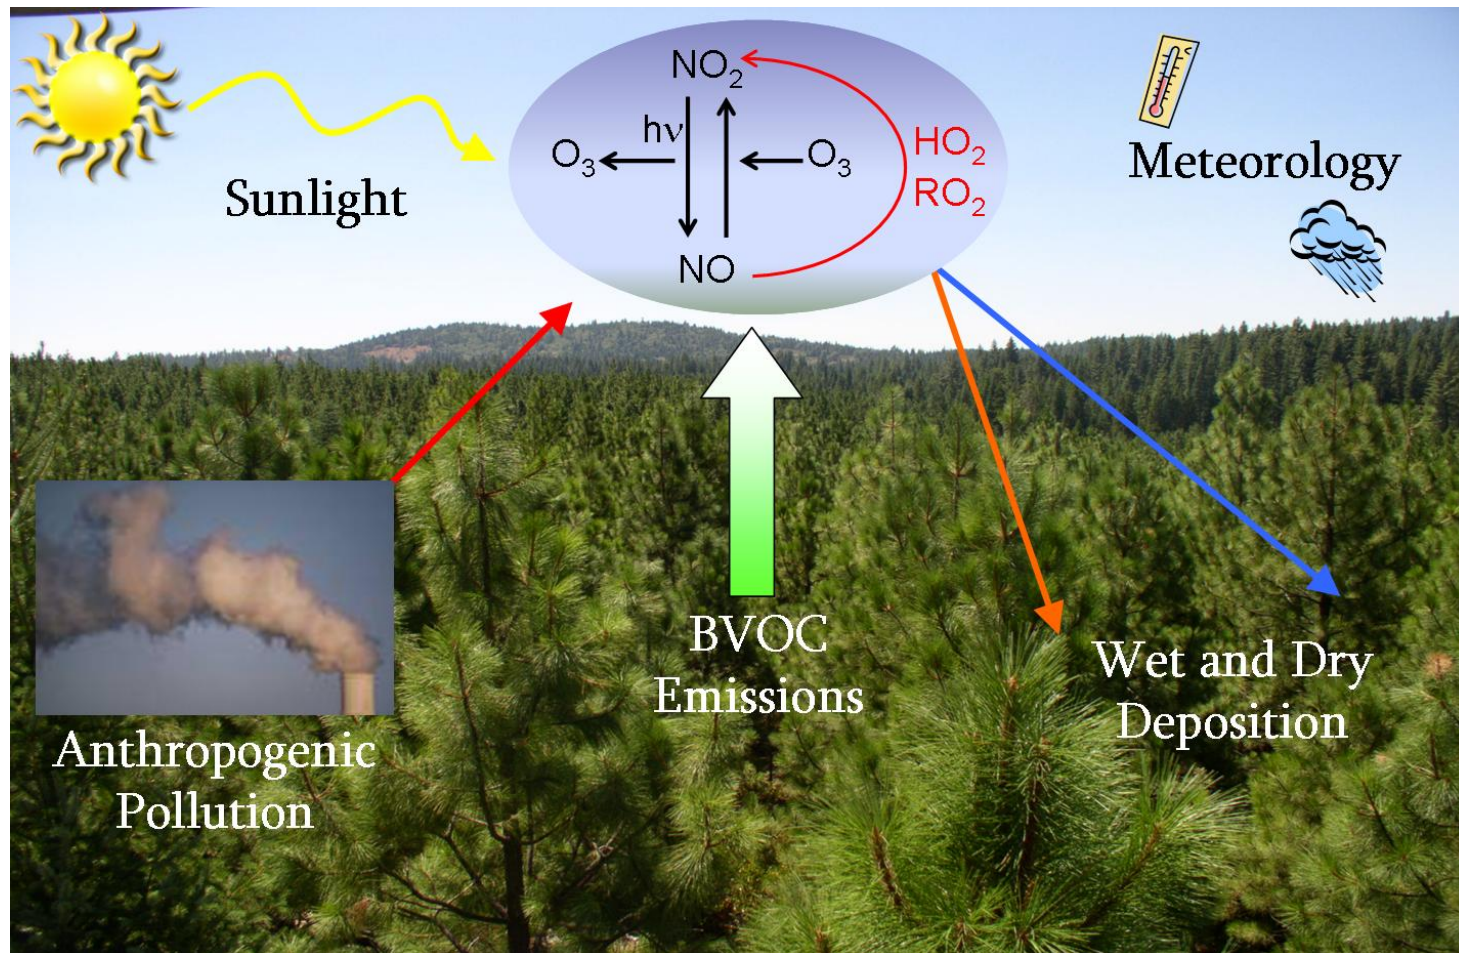 NO₂
hν
O₃
O₃
HO₂
RO₂
NO
Sunlight
Meteorology
BVOC
Emissions
Wet and Dry
Deposition
Anthropogenic
Pollution